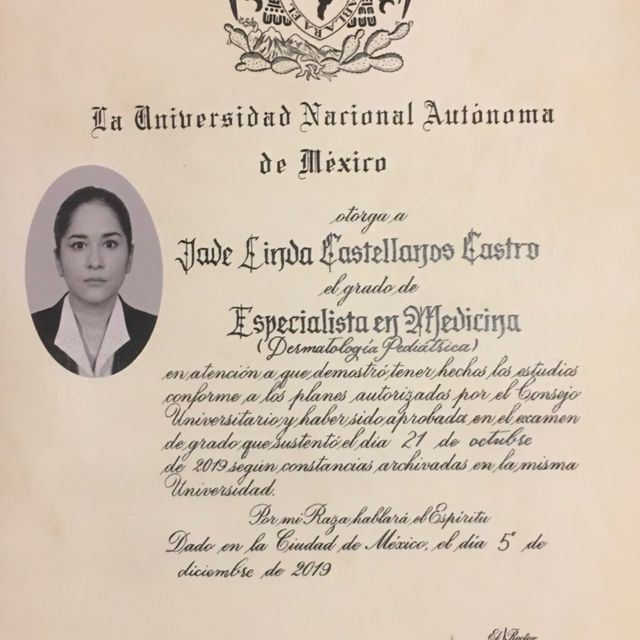 ABLARA EL
La Universidad Nacional Autónoma
de México
otorga a
Jade Linda Castellanos Castro
el grado de
Especialista en Medicina
(Dermatología Pediátrica)
en atención a que demostró tener hechos los estudios
conforme a los planes autorizados por el Consejo
Universitario y haber sido aprobada en el examen
de grado que sustentó el día 21 de octubre
de 2019 según constancias archivadas en la misma
Universidad.
Por mi Raza hablará el Espíritu
Dado en la Ciudad de México, el día 5 de
diciembre de 2019
El Rector